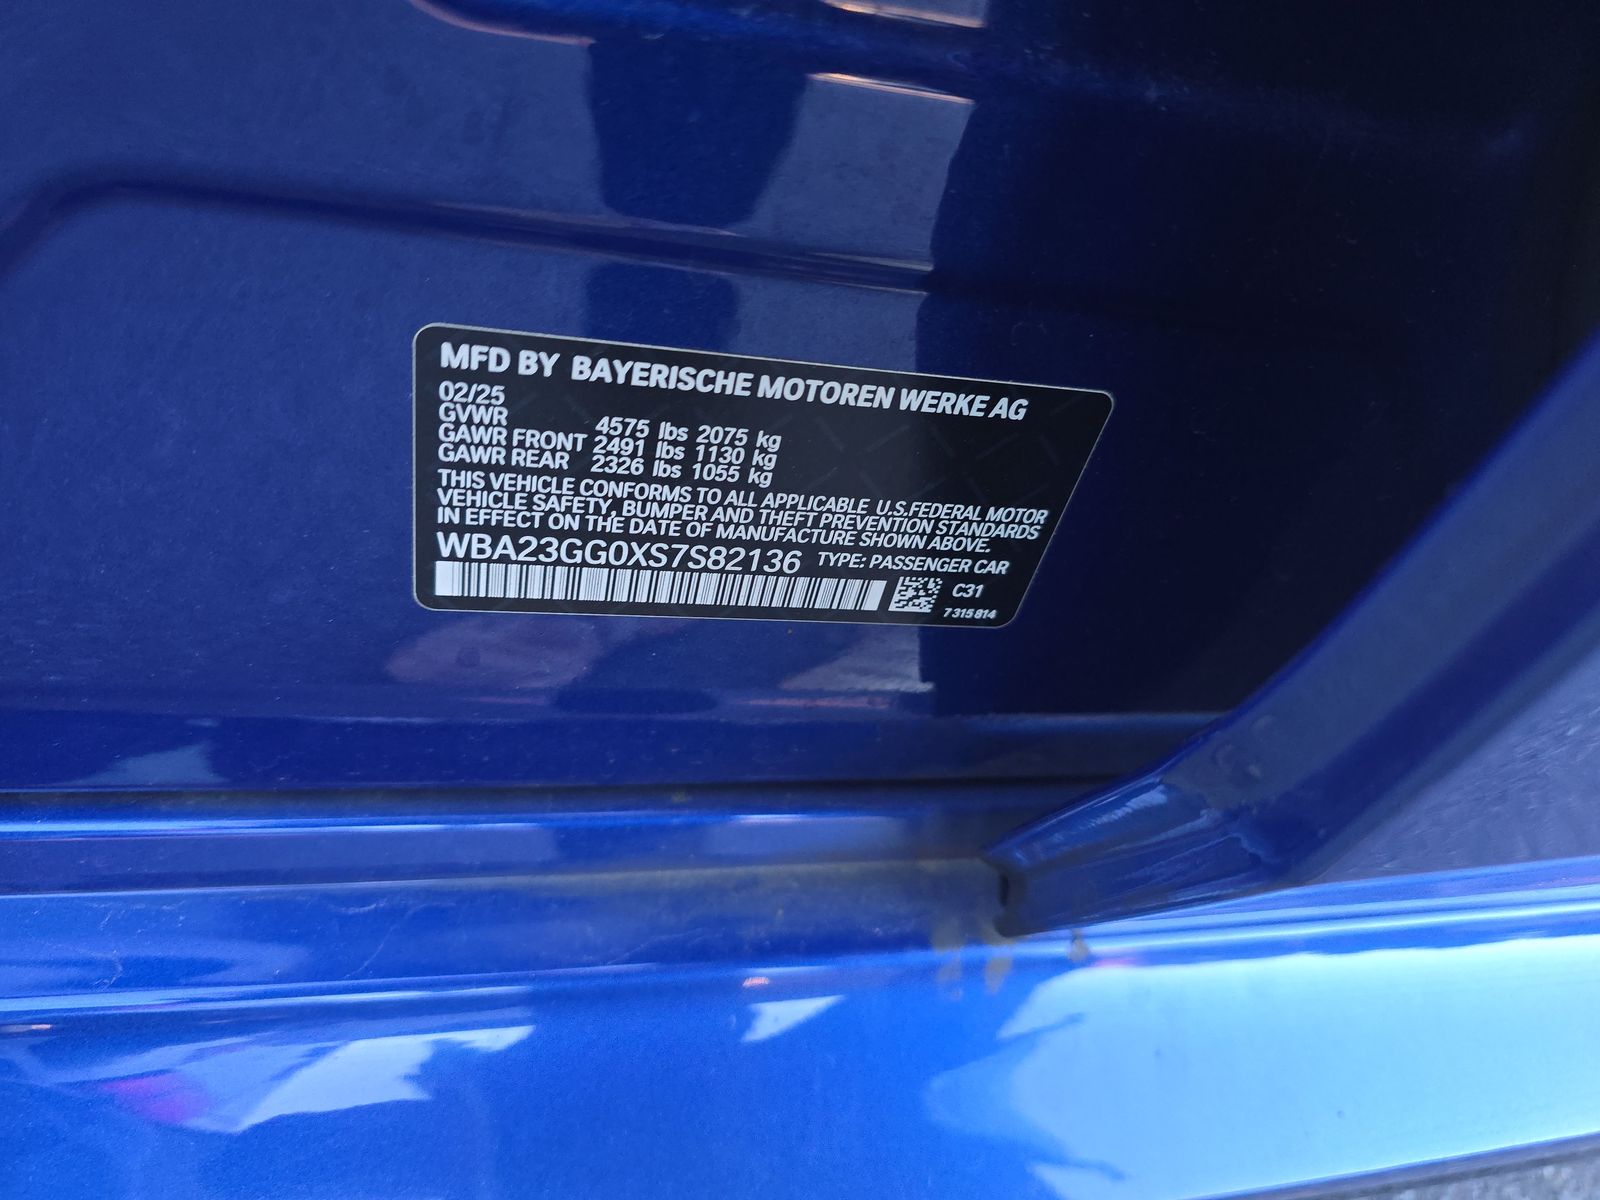 MFD BY BAYERISCHE MOTOREN WERKE AG
02/25
GVWR 4575 lbs 2075 kg
GAWR FRONT 2491 lbs 1130 kg
GAWR REAR 2326 lbs 1055 kg
THIS VEHICLE CONFORMS TO ALL APPLICABLE U.S.FEDERAL MOTOR
VEHICLE SAFETY, BUMPER AND THEFT PREVENTION STANDARDS
IN EFFECT ON THE DATE OF MANUFACTURE SHOWN ABOVE.
WBA23GG0XS7S82136 TYPE: PASSENGER CAR
C31
7 315 814